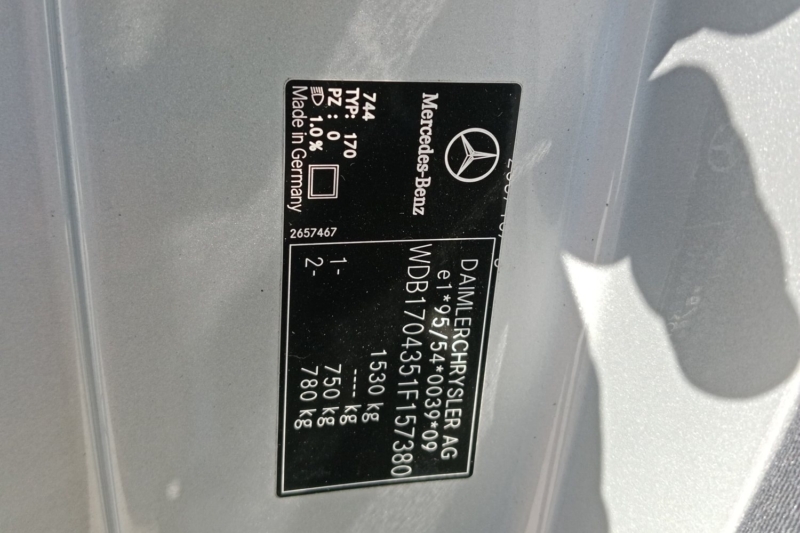 Mercedes-Benz
744
TYP: 170
PZ : 0
1.0 %
Made in Germany
2657467
DAIMLERCHRYSLER AG
e1*95/54*0039*09
WDB1704351F157380
1530 kg
--- kg
1- 750 kg
2- 780 kg